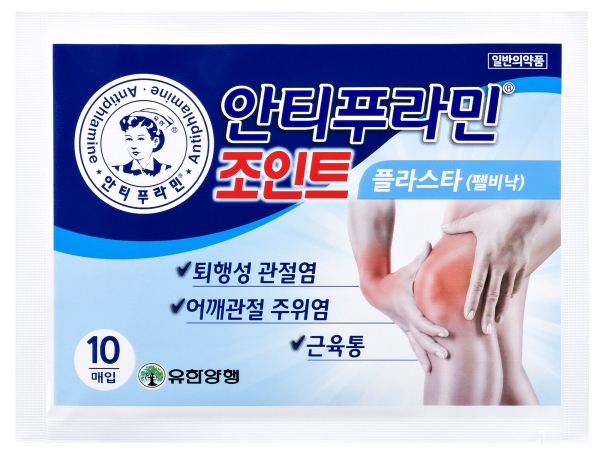 일반의약품
Antiphlamine · Antiphlamine
안티푸라민®
안티푸라민®
조인트
플라스타 (펠비낙)
✓퇴행성 관절염
✓어깨관절 주위염
✓근육통
10
매입
유한양행